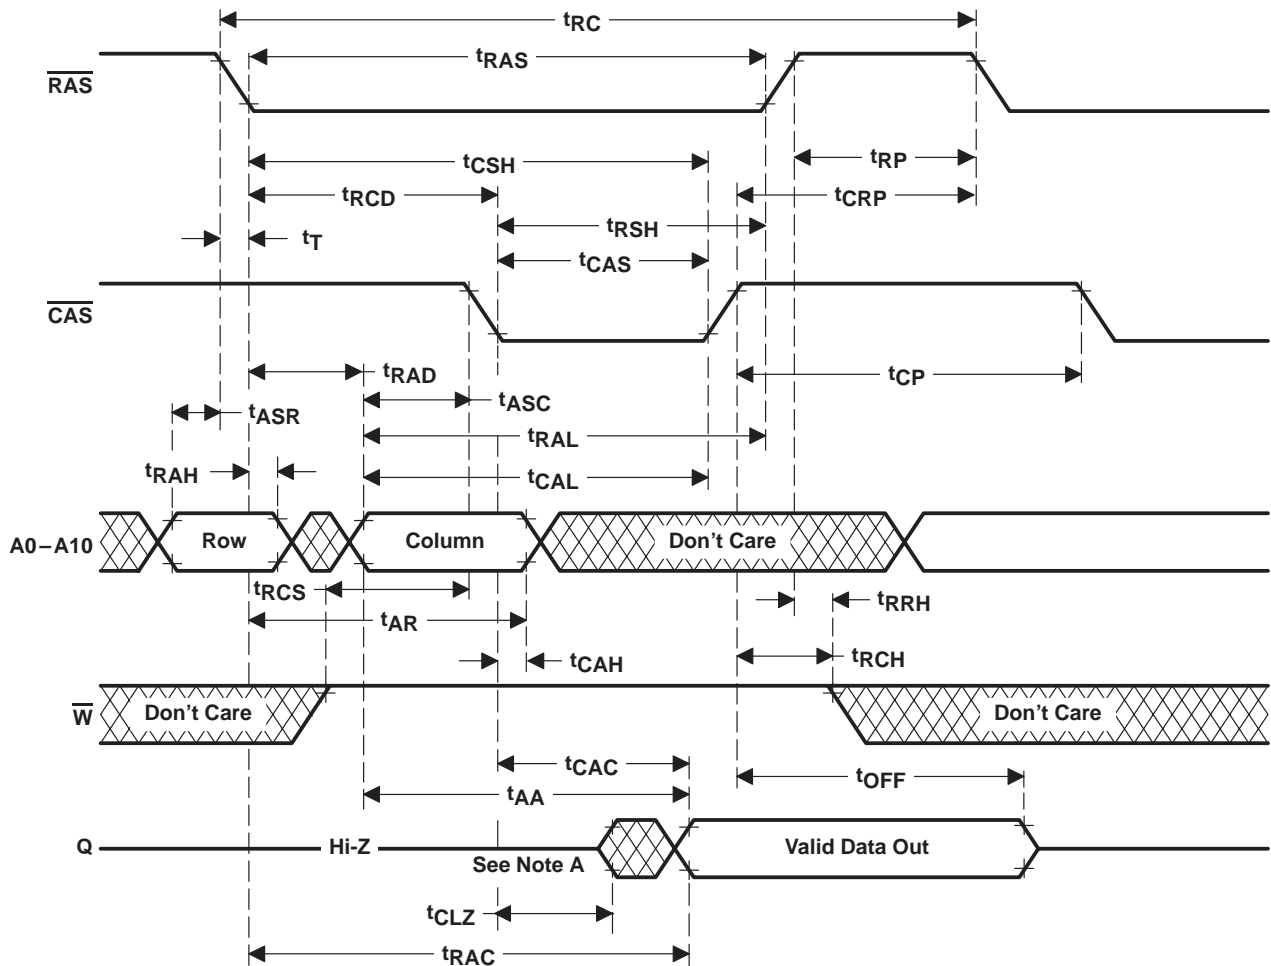 tRC
tRAS
RAS
tCSH
tRP
tRCD
tCRP
tRSH
tT
tCAS
CAS
tRAD
tCP
tASR
tASC
tRAL
tRAH
tCAL
A0–A10
Row
Column
Don't Care
tRCS
tRRH
tAR
tCAH
tRCH
W
Don't Care
Don't Care
tCAC
tOFF
tAA
Q
Hi-Z
See Note A
Valid Data Out
tCLZ
tRAC